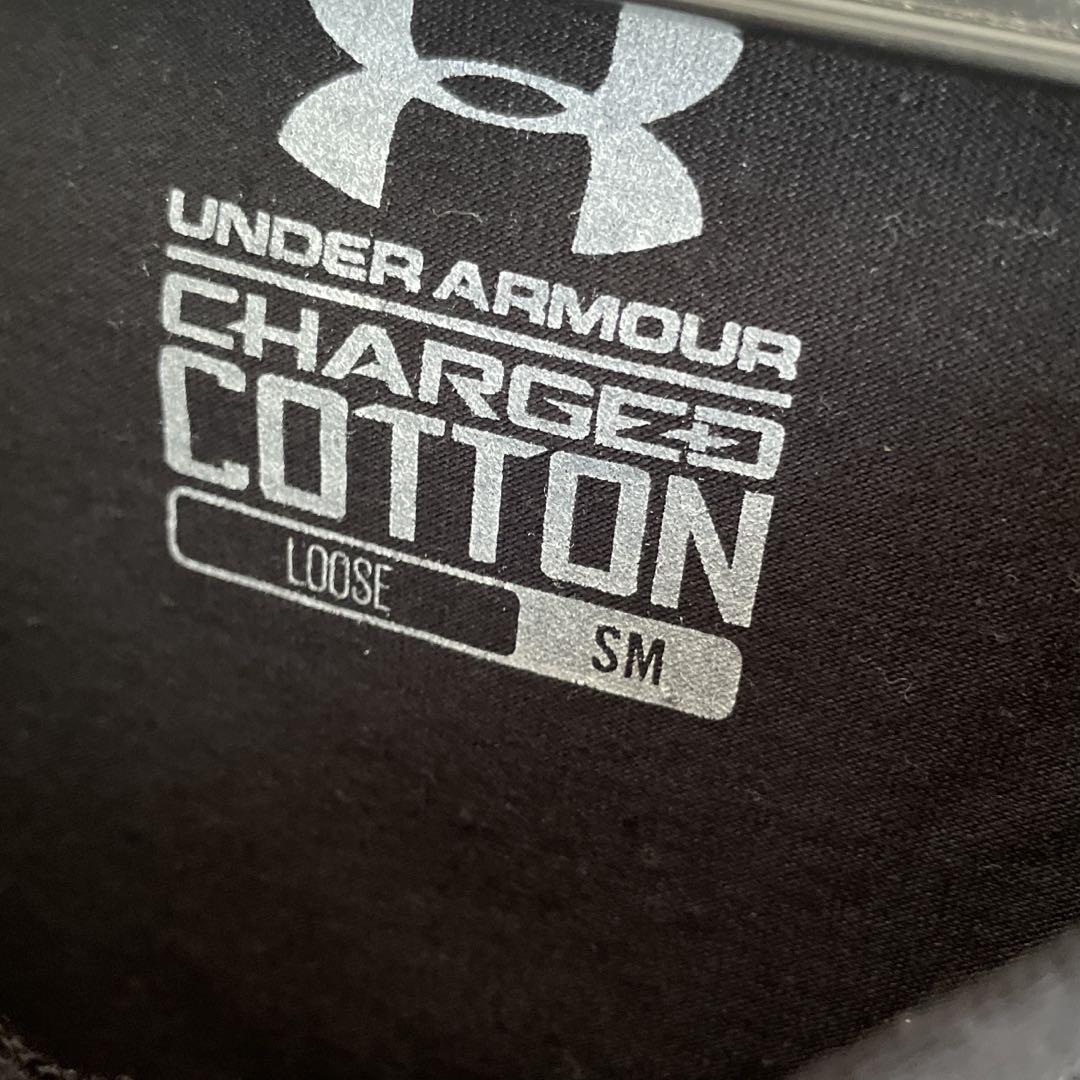 UNDER ARMOUR
CHARGED
COTTON
LOOSE SM